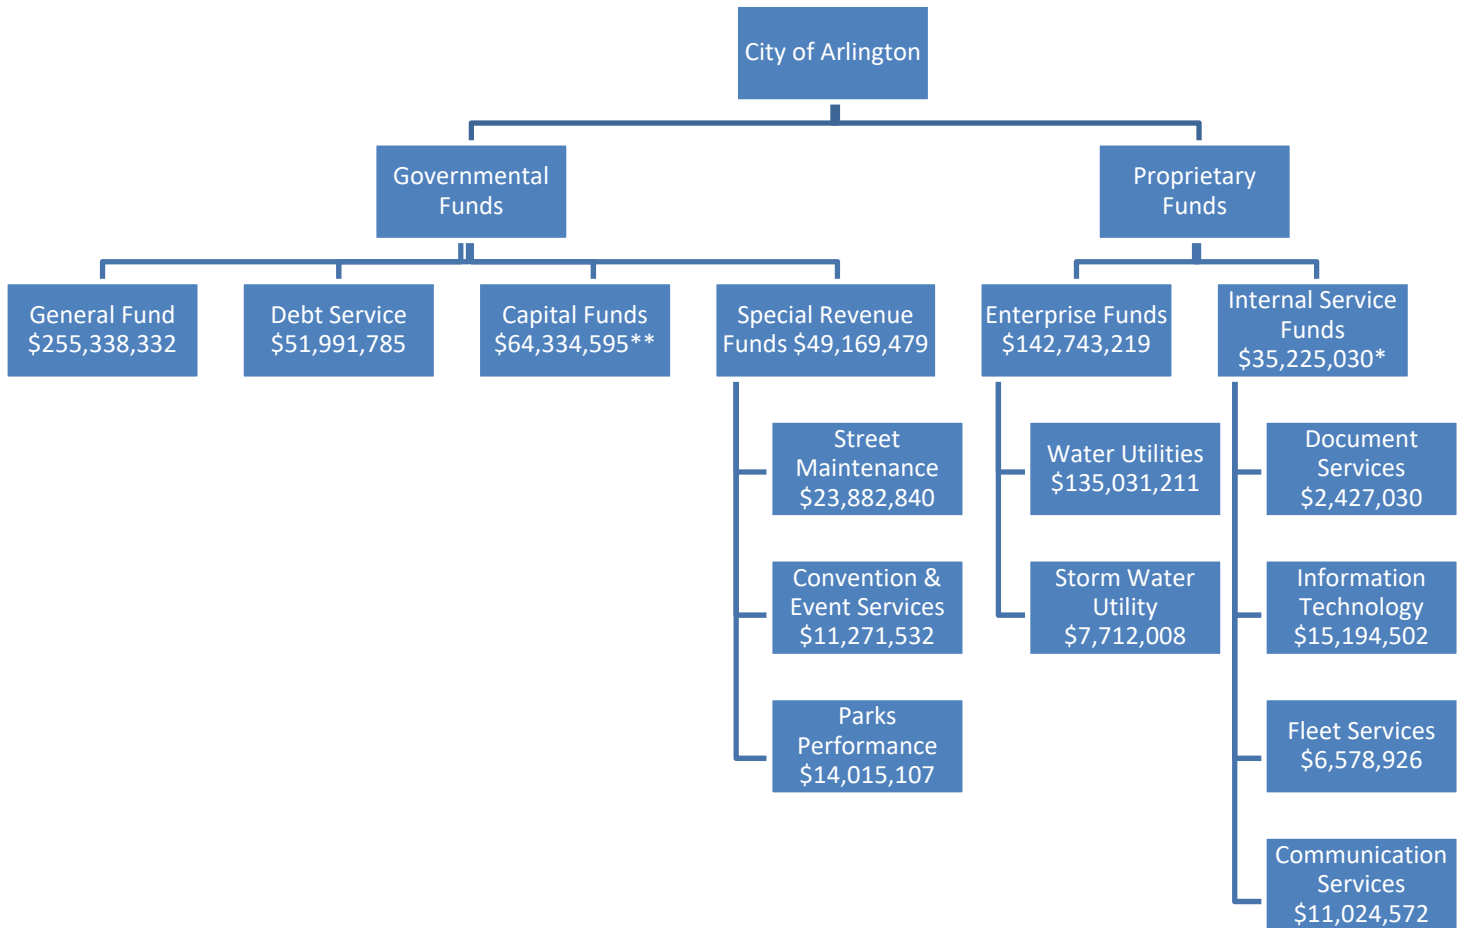 City of Arlington
Governmental
Funds
Proprietary
Funds
General Fund
$255,338,332
Debt Service
$51,991,785
Capital Funds
$64,334,595**
Special Revenue
Funds $49,169,479
Enterprise Funds
$142,743,219
Internal Service
Funds
$35,225,030*
Street
Maintenance
$23,882,840
Convention &
Event Services
$11,271,532
Parks
Performance
$14,015,107
Water Utilities
$135,031,211
Storm Water
Utility
$7,712,008
Document
Services
$2,427,030
Information
Technology
$15,194,502
Fleet Services
$6,578,926
Communication
Services
$11,024,572